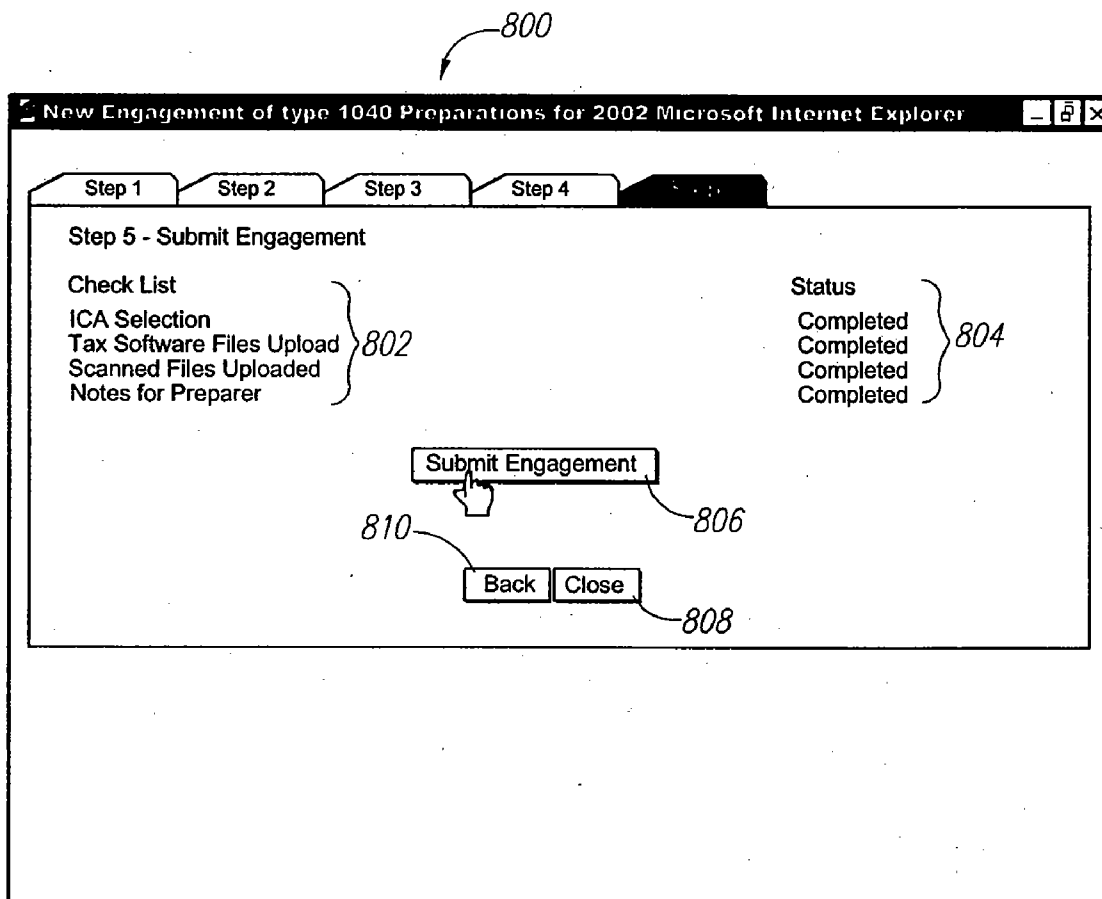 800
New Engagement of type 1040 Preparations for 2002 Microsoft Internet Explorer
Step 1 Step 2 Step 3 Step 4
Step 5 - Submit Engagement
Check List Status
ICA Selection Completed
Tax Software Files Upload Completed
Scanned Files Uploaded Completed
Notes for Preparer Completed
802 804
Submit Engagement
806
810
Back Close
808